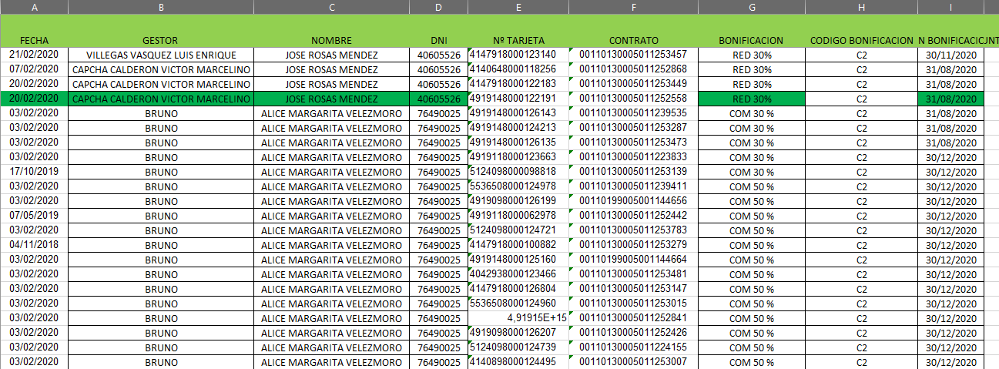 A B C D E F G H I
FECHA GESTOR NOMBRE DNI Nº TARJETA CONTRATO BONIFICACION CODIGO BONIFICACION N BONIFICACIC JNT
21/02/2020 VILLEGAS VASQUEZ LUIS ENRIQUE JOSE ROSAS MENDEZ 40605526 4147918000123140 00110130005011253457 RED 30% C2 30/11/2020
07/02/2020 CAPCHA CALDERON VICTOR MARCELINO JOSE ROSAS MENDEZ 40605526 4140648000118256 00110130005011252868 RED 30% C2 31/08/2020
20/02/2020 CAPCHA CALDERON VICTOR MARCELINO JOSE ROSAS MENDEZ 40605526 4147918000122183 00110130005011253449 RED 30% C2 31/08/2020
20/02/2020 CAPCHA CALDERON VICTOR MARCELINO JOSE ROSAS MENDEZ 40605526 4919148000122191 00110130005011252558 RED 30% C2 31/08/2020
03/02/2020 BRUNO ALICE MARGARITA VELEZMORO 76490025 4919148000126143 00110130005011239535 COM 30 % C2 31/08/2020
03/02/2020 BRUNO ALICE MARGARITA VELEZMORO 76490025 4919148000124213 00110130005011253287 COM 30 % C2 31/08/2020
03/02/2020 BRUNO ALICE MARGARITA VELEZMORO 76490025 4919148000126135 00110130005011253473 COM 30 % C2 31/08/2020
03/02/2020 BRUNO ALICE MARGARITA VELEZMORO 76490025 4919118000123663 00110130005011223833 COM 30 % C2 30/12/2020
17/10/2019 BRUNO ALICE MARGARITA VELEZMORO 76490025 5124098000098818 00110130005011253139 COM 30 % C2 30/12/2020
03/02/2020 BRUNO ALICE MARGARITA VELEZMORO 76490025 5536508000124978 00110130005011239411 COM 50 % C2 30/12/2020
03/02/2020 BRUNO ALICE MARGARITA VELEZMORO 76490025 4919098000126199 00110199005001144656 COM 50 % C2 30/12/2020
07/05/2019 BRUNO ALICE MARGARITA VELEZMORO 76490025 4919118000062978 00110130005011252442 COM 50 % C2 30/12/2020
03/02/2020 BRUNO ALICE MARGARITA VELEZMORO 76490025 5124098000124721 00110130005011253783 COM 50 % C2 30/12/2020
04/11/2018 BRUNO ALICE MARGARITA VELEZMORO 76490025 4147918000100882 00110130005011253279 COM 50 % C2 30/12/2020
03/02/2020 BRUNO ALICE MARGARITA VELEZMORO 76490025 4919148000125160 00110199005001144664 COM 50 % C2 30/12/2020
03/02/2020 BRUNO ALICE MARGARITA VELEZMORO 76490025 4042938000123466 00110130005011253481 COM 50 % C2 30/12/2020
03/02/2020 BRUNO ALICE MARGARITA VELEZMORO 76490025 4147918000126804 00110130005011253147 COM 50 % C2 30/12/2020
03/02/2020 BRUNO ALICE MARGARITA VELEZMORO 76490025 5536508000124960 00110130005011253015 COM 50 % C2 30/12/2020
03/02/2020 BRUNO ALICE MARGARITA VELEZMORO 76490025 4,91915E+15 00110130005011252841 COM 50 % C2 30/12/2020
03/02/2020 BRUNO ALICE MARGARITA VELEZMORO 76490025 4919098000126207 00110130005011252426 COM 50 % C2 30/12/2020
03/02/2020 BRUNO ALICE MARGARITA VELEZMORO 76490025 5124098000124739 00110130005011224155 COM 50 % C2 30/12/2020
03/02/2020 BRUNO ALICE MARGARITA VELEZMORO 76490025 4140898000124495 00110130005011253007 COM 50 % C2 30/12/2020